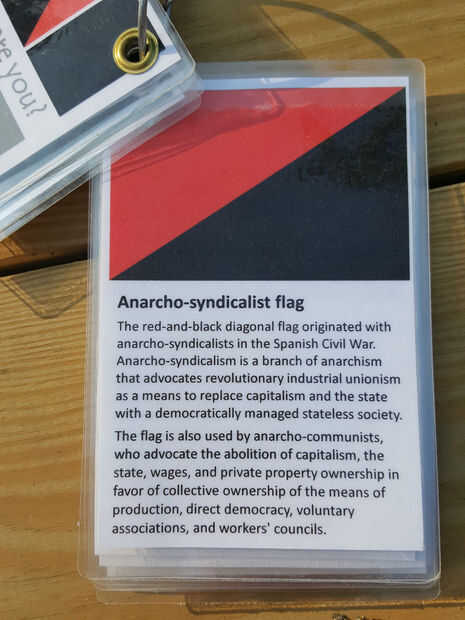 are you?
Anarcho-syndicalist flag
The red-and-black diagonal flag originated with
anarcho-syndicalists in the Spanish Civil War.
Anarcho-syndicalism is a branch of anarchism
that advocates revolutionary industrial unionism
as a means to replace capitalism and the state
with a democratically managed stateless society.
The flag is also used by anarcho-communists,
who advocate the abolition of capitalism, the
state, wages, and private property ownership in
favor of collective ownership of the means of
production, direct democracy, voluntary
associations, and workers' councils.